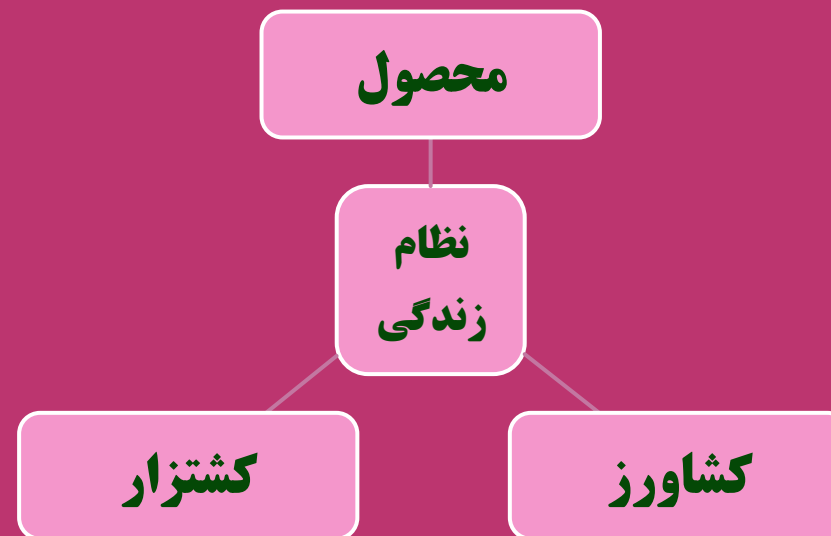 محصول
نظام
زندگی
کشاورز
کشتزار